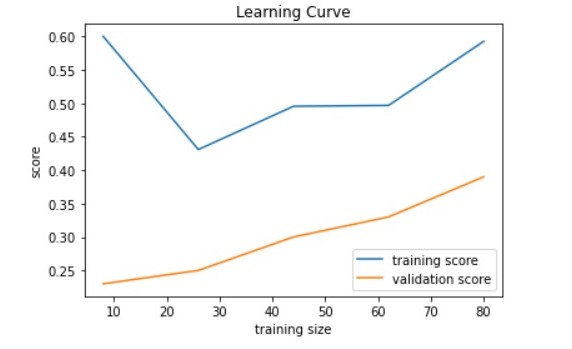 Learning Curve
0.60
0.55
0.50
0.45
0.40
0.35
0.30
0.25
score
training score
validation score
10 20 30 40 50 60 70 80
training size